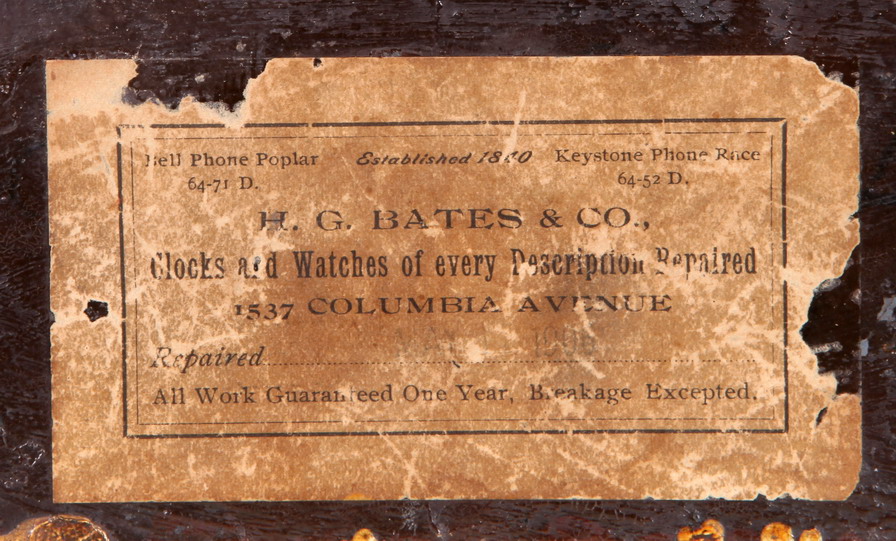 Bell Phone Poplar Established 1840 Keystone Phone Race
64-71 D. 64-52 D.
H. G. BATES & CO.,
Clocks and Watches of every Description Repaired
1537 COLUMBIA AVENUE
Repaired
All Work Guaranteed One Year, Breakage Excepted.